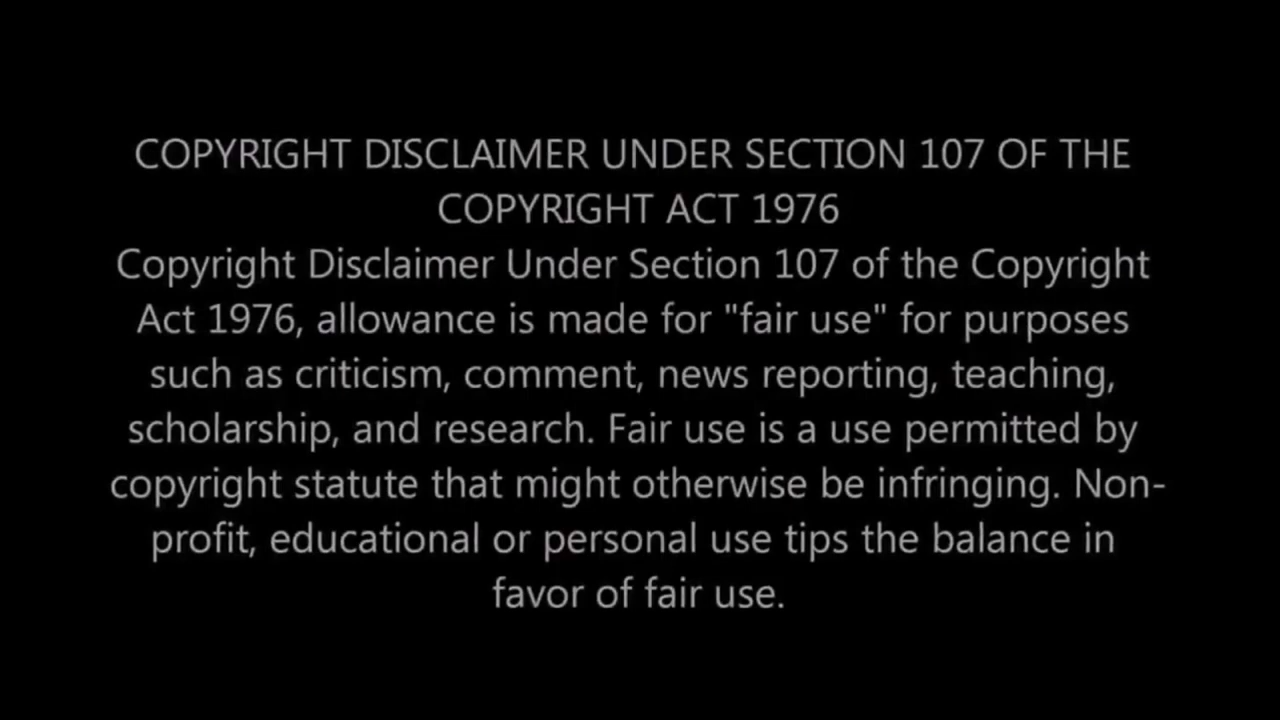 COPYRIGHT DISCLAIMER UNDER SECTION 107 OF THE
COPYRIGHT ACT 1976
Copyright Disclaimer Under Section 107 of the Copyright
Act 1976, allowance is made for "fair use" for purposes
such as criticism, comment, news reporting, teaching,
scholarship, and research. Fair use is a use permitted by
copyright statute that might otherwise be infringing. Non-
profit, educational or personal use tips the balance in
favor of fair use.